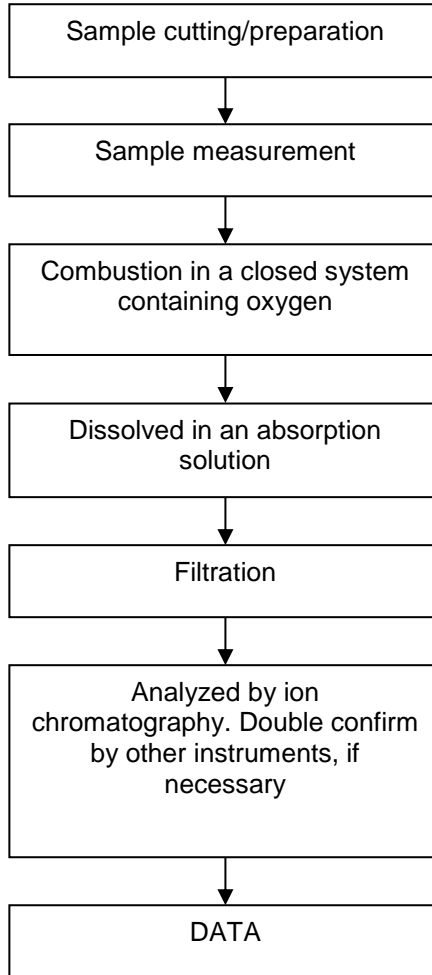 Sample cutting/preparation
Sample measurement
Combustion in a closed system
containing oxygen
Dissolved in an absorption
solution
Filtration
Analyzed by ion
chromatography. Double confirm
by other instruments, if
necessary
DATA